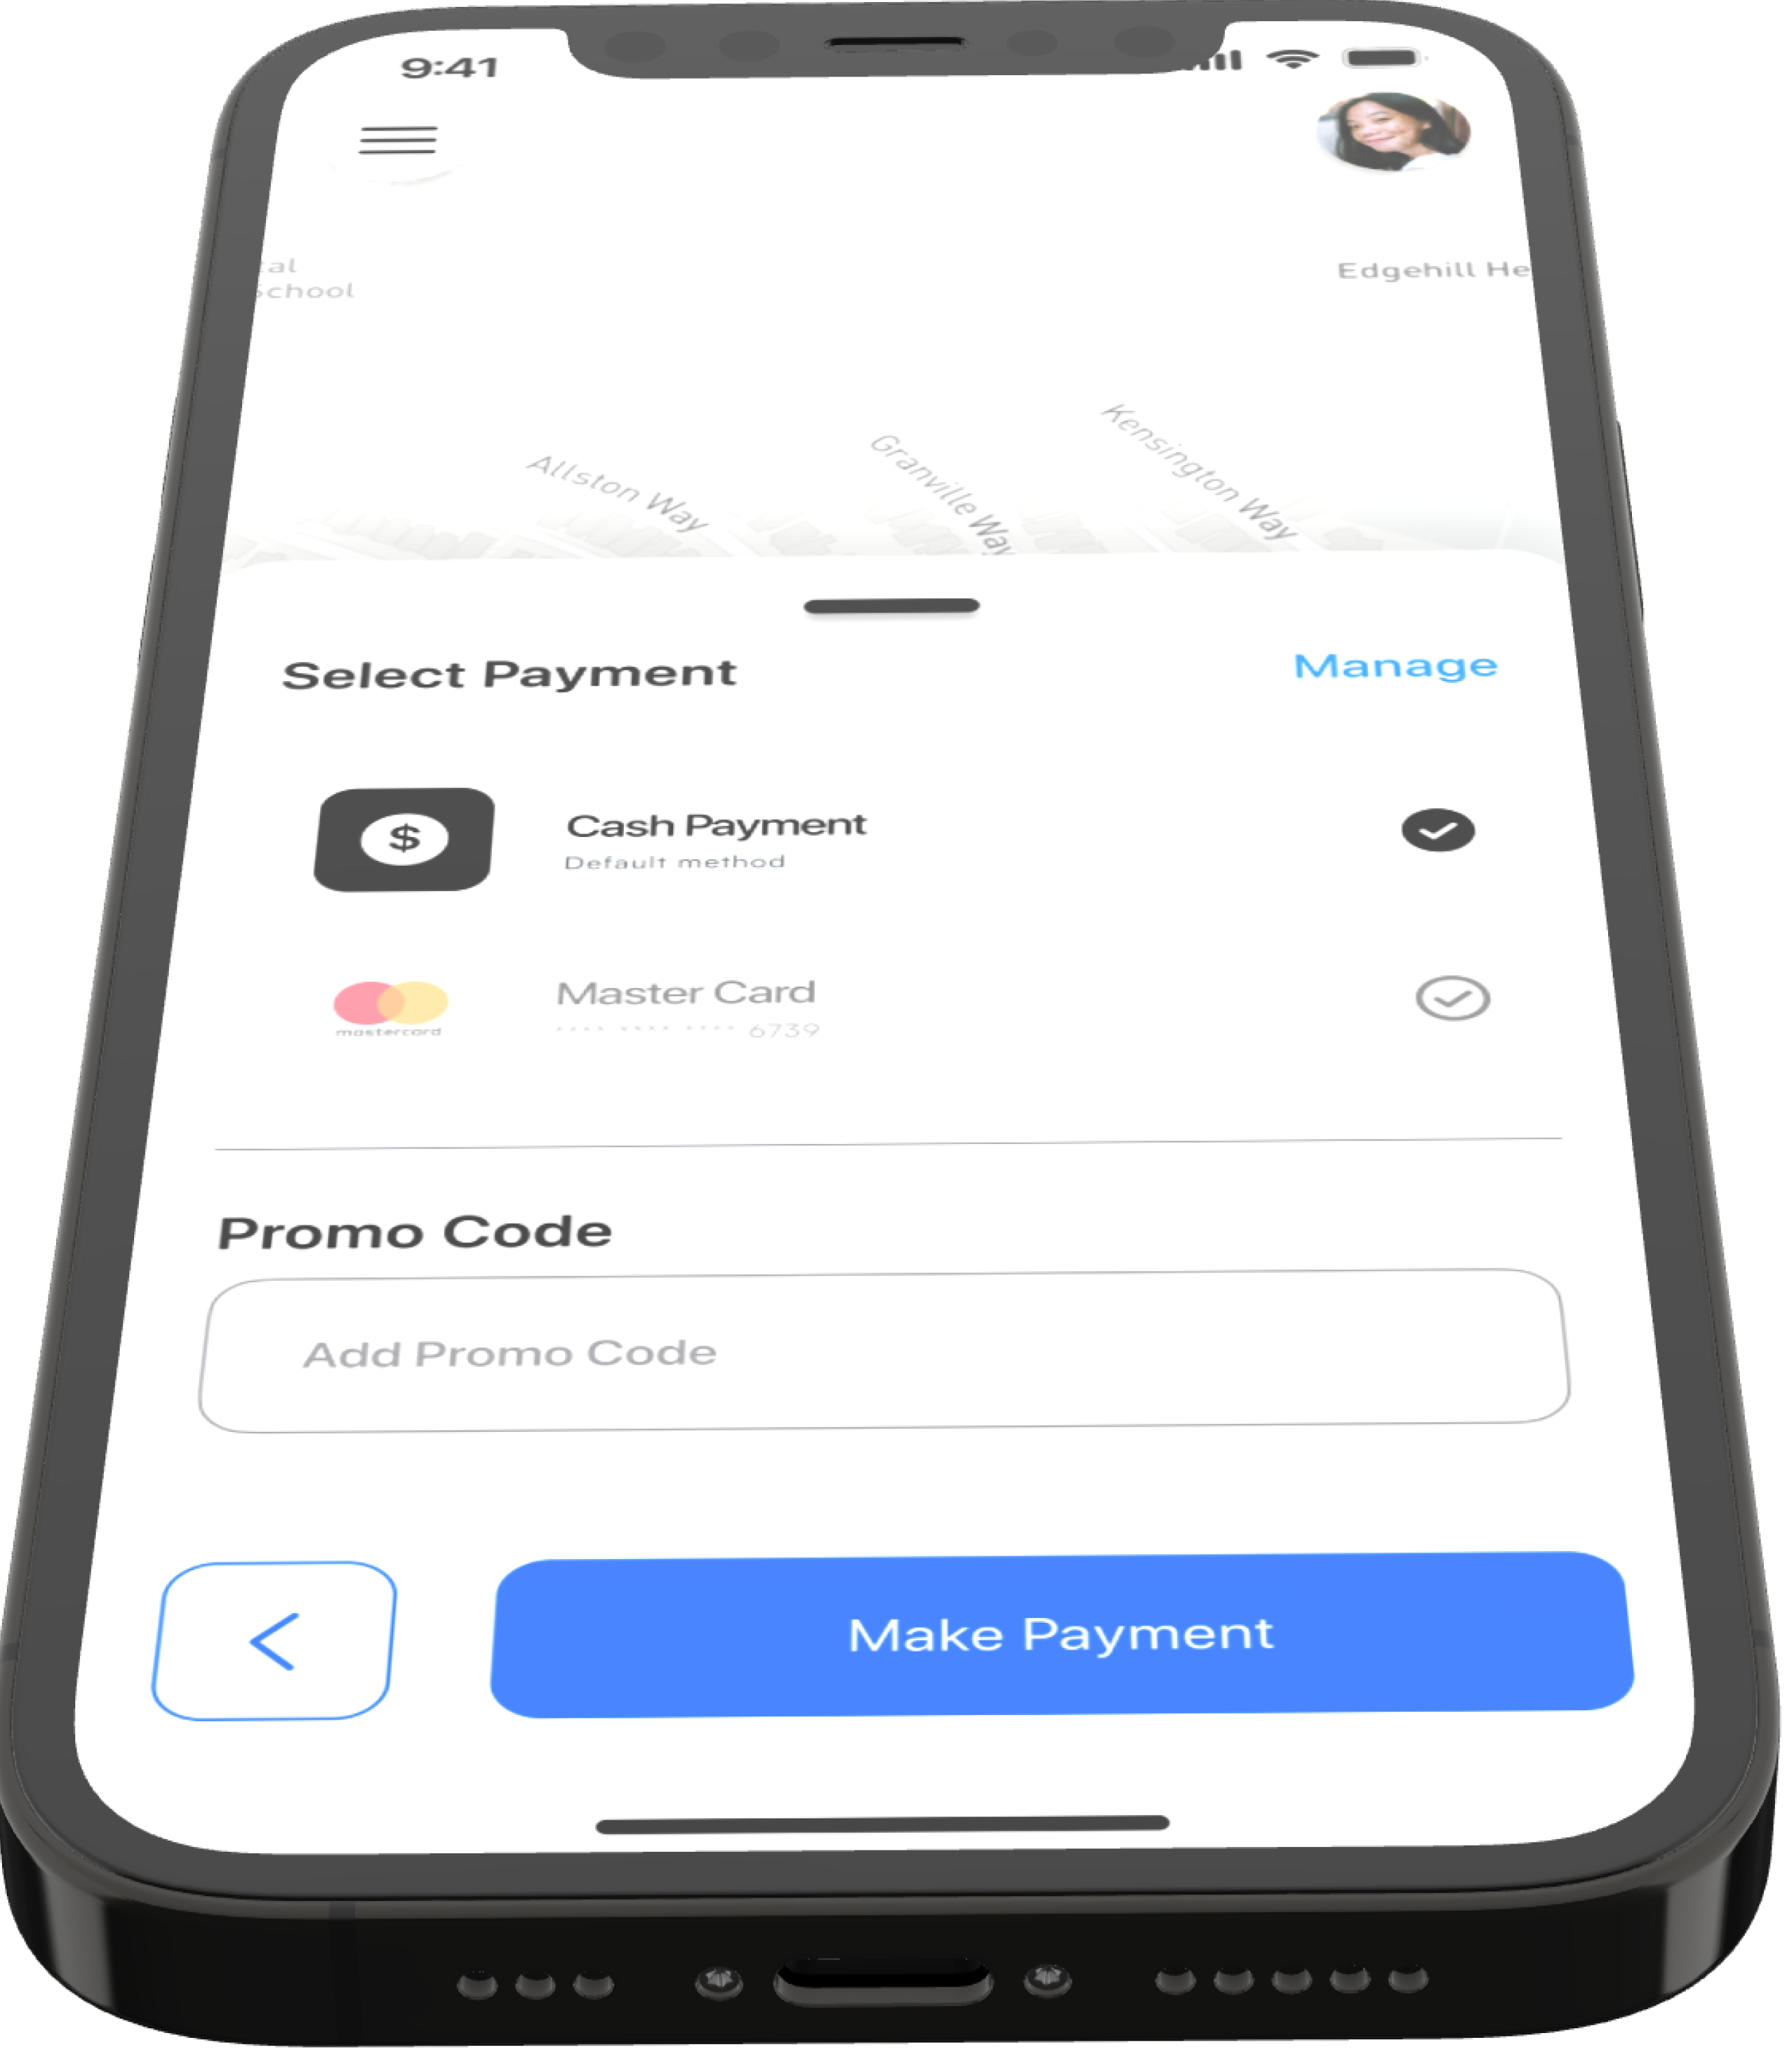 9:41
Edgehill He
School
Allston Way
Granville Way
Kensington Way
Select Payment
Manage
$
Cash Payment
Default method
mastercard
Master Card
**** **** **** 6739
Promo Code
Add Promo Code
Make Payment